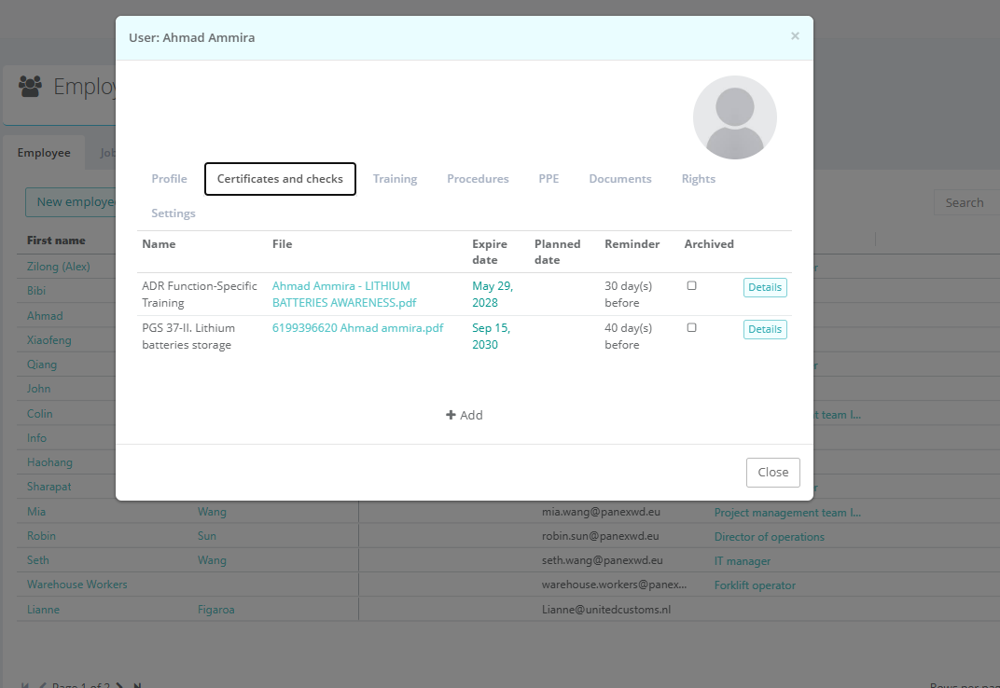 User: Ahmad Ammira
×
Employ
Employee
Profile Certificates and checks Training Procedures PPE Documents Rights
Settings
New employee
Search
Name File Expire date Planned date Reminder Archived
ADR Function-Specific Training Ahmad Ammira - LITHIUM BATTERIES AWARENESS.pdf May 29, 2028 30 day(s) before Details
PGS 37-II. Lithium batteries storage 6199396620 Ahmad ammira.pdf Sep 15, 2030 40 day(s) before Details
Add
Close
First name
Zilong (Alex)
Bibi
Ahmad
Xiaofeng
Qiang
John
Colin t team l...
Info
Haohang
Sharapat
Mia Wang mia.wang@panexwd.eu Project management team l...
Robin Sun robin.sun@panexwd.eu Director of operations
Seth Wang seth.wang@panexwd.eu IT manager
Warehouse Workers warehouse.workers@panex... Forklift operator
Lianne Figaroa Lianne@unitedcustoms.nl
Page 1 of 2
Rows per pag